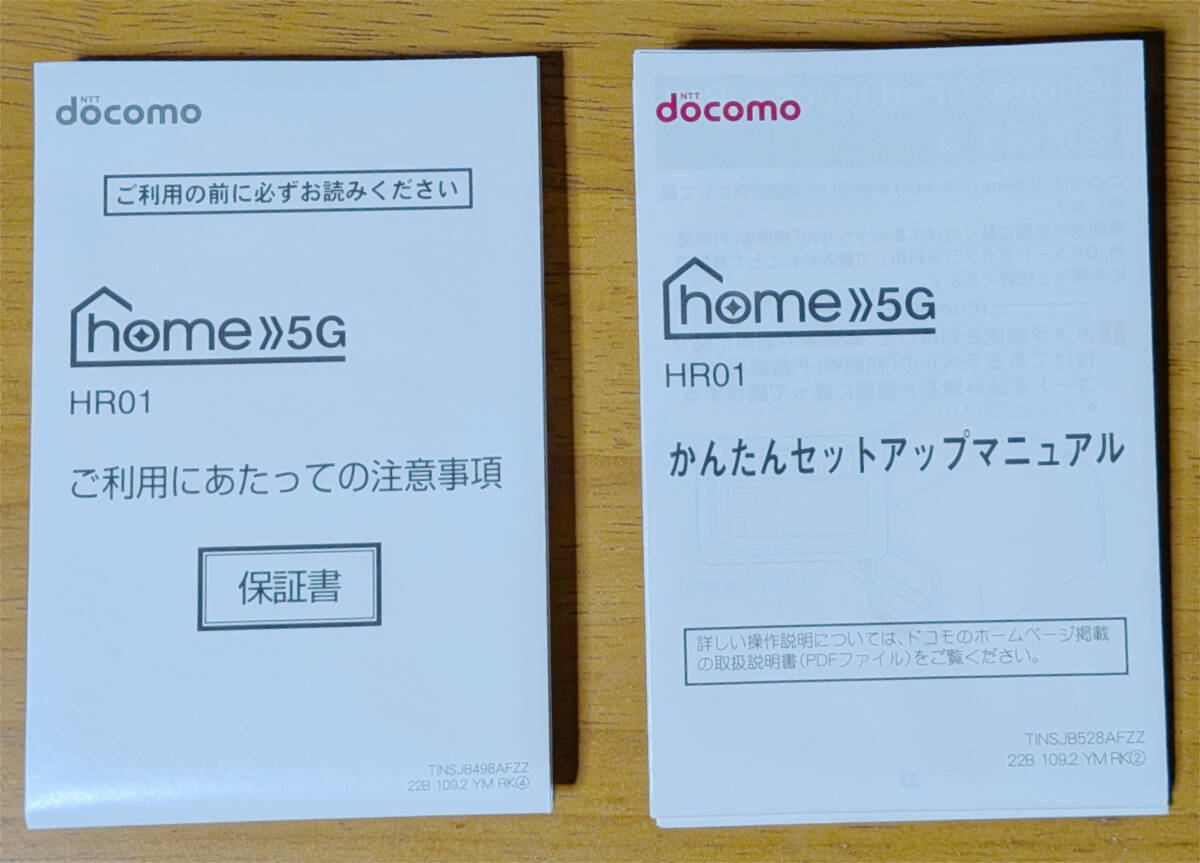 NTT
docomo
ご利用の前に必ずお読みください
home 5G
HR01
ご利用にあたっての注意事項
保証書
TINSJB498AFZZ
22B 109.2 YM RK④
NTT
docomo
home 5G
HR01
かんたんセットアップマニュアル
詳しい操作説明については、ドコモのホームページ掲載
の取扱説明書(PDFファイル)をご覧ください。
TINSJB528AFZZ
22B 109.2 YM RK②